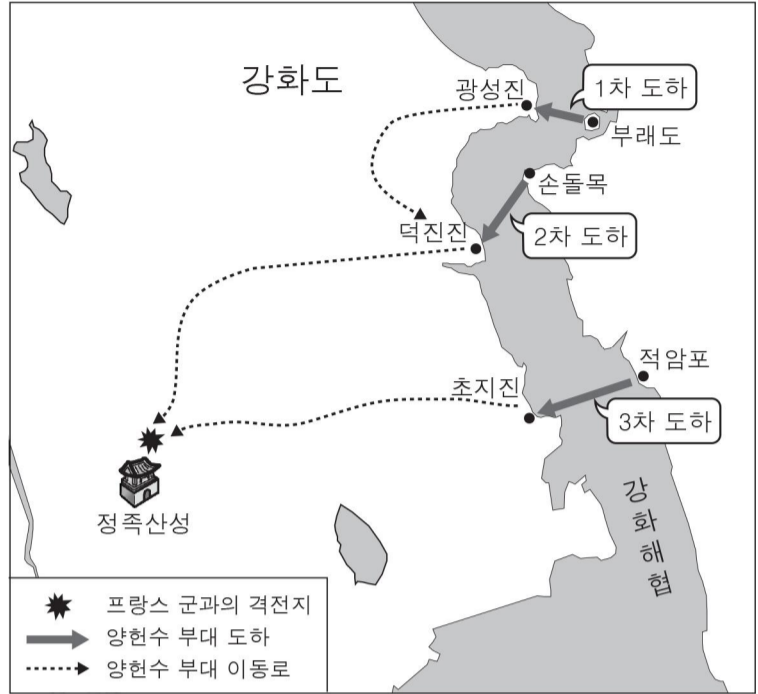 강화도
광성진
1차 도하
부래도
손돌목
덕진진
2차 도하
적암포
초지진
3차 도하
정족산성
강화해협
프랑스 군과의 격전지
양헌수 부대 도하
양헌수 부대 이동로